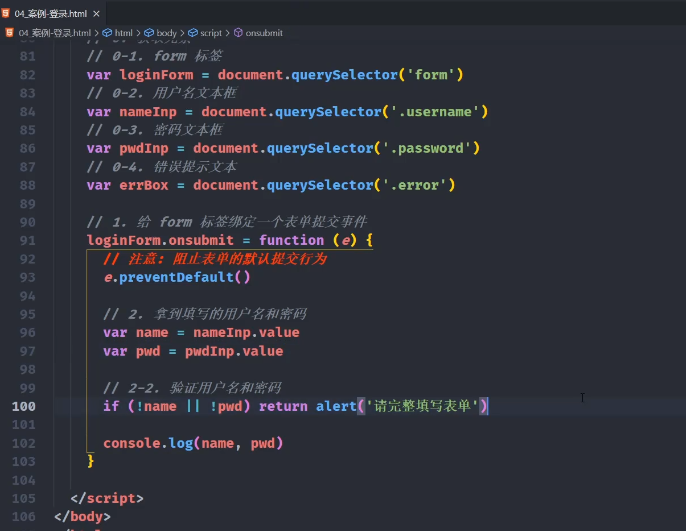 04_案例-登录.html ×
04_案例-登录.html > html > body > script > onsubmit
81 // 0-1. form 标签
82 var loginForm = document.querySelector('form')
83 // 0-2. 用户名文本框
84 var nameInp = document.querySelector('.username')
85 // 0-3. 密码文本框
86 var pwdInp = document.querySelector('.password')
87 // 0-4. 错误提示文本
88 var errBox = document.querySelector('.error')
89
90 // 1. 给 form 标签绑定一个表单提交事件
91 loginForm.onsubmit = function (e) {
92 // 注意: 阻止表单的默认提交行为
93 e.preventDefault()
94
95 // 2. 拿到填写的用户名和密码
96 var name = nameInp.value
97 var pwd = pwdInp.value
98
99 // 2-2. 验证用户名和密码
100 if (!name || !pwd) return alert('请完整填写表单')
101
102 console.log(name, pwd)
103 }
104
105 </script>
106 </body>